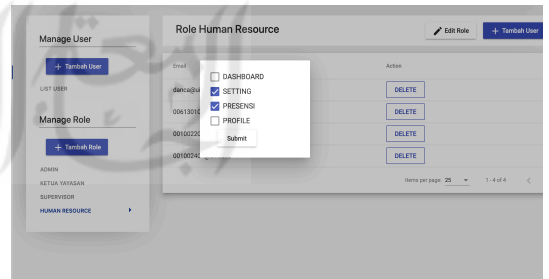 Manage User
+ Tambah User
LIST USER
Manage Role
+ Tambah Role
ADMIN
KETUA YAYASAN
SUPERVISOR
HUMAN RESOURCE
Role Human Resource
Edit Role
+ Tambah User
Email
Action
DELETE
DELETE
DELETE
DELETE
DASHBOARD
SETTING
PRESENSI
PROFILE
Submit
Items per page: 25
1 - 4 of 4